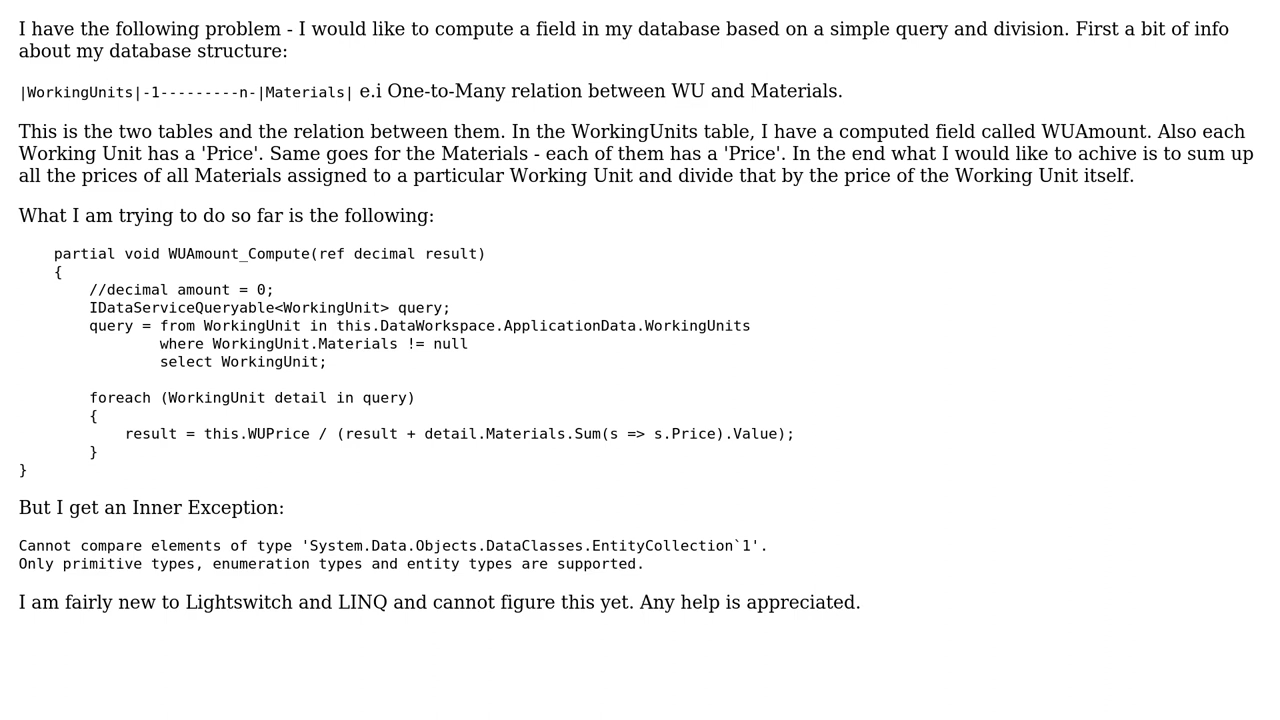 I have the following problem - I would like to compute a field in my database based on a simple query and division. First a bit of info
about my database structure:
|WorkingUnits|-1---------n-|Materials| e.i One-to-Many relation between WU and Materials.
This is the two tables and the relation between them. In the WorkingUnits table, I have a computed field called WUAmount. Also each
Working Unit has a 'Price'. Same goes for the Materials - each of them has a 'Price'. In the end what I would like to achive is to sum up
all the prices of all Materials assigned to a particular Working Unit and divide that by the price of the Working Unit itself.
What I am trying to do so far is the following:
    partial void WUAmount_Compute(ref decimal result)
    {
        //decimal amount = 0;
        IDataServiceQueryable<WorkingUnit> query;
        query = from WorkingUnit in this.DataWorkspace.ApplicationData.WorkingUnits
                where WorkingUnit.Materials != null
                select WorkingUnit;
        foreach (WorkingUnit detail in query)
        {
            result = this.WUPrice / (result + detail.Materials.Sum(s => s.Price).Value);
        }
}
But I get an Inner Exception:
Cannot compare elements of type 'System.Data.Objects.DataClasses.EntityCollection`1'.
Only primitive types, enumeration types and entity types are supported.
I am fairly new to Lightswitch and LINQ and cannot figure this yet. Any help is appreciated.